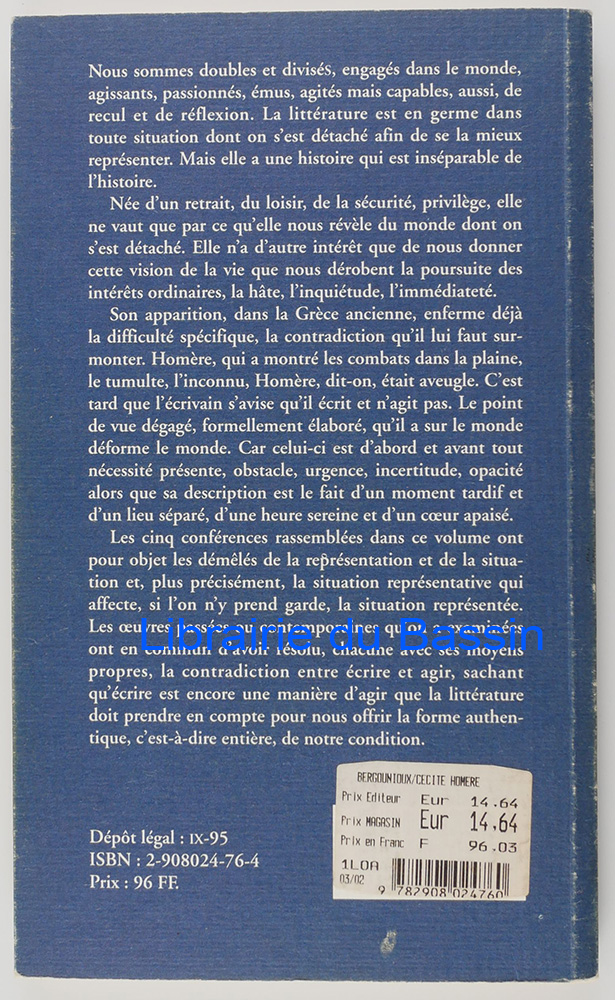 Nous sommes doubles et divisés, engagés dans le monde,
agissants, passionnés, émus, agités mais capables, aussi, de
recul et de réflexion. La littérature est en germe dans
toute situation dont on s'est détaché afin de se la mieux
représenter. Mais elle a une histoire qui est inséparable de
l'histoire.
Née d'un retrait, du loisir, de la sécurité, privilège, elle
ne vaut que par ce qu'elle nous révèle du monde dont on
s'est détaché. Elle n'a d'autre intérêt que de nous donner
cette vision de la vie que nous dérobent la poursuite des
intérêts ordinaires, la hâte, l'inquiétude, l'immédiateté.
Son apparition, dans la Grèce ancienne, enferme déjà
la difficulté spécifique, la contradiction qu'il lui faut sur-
monter. Homère, qui a montré les combats dans la plaine,
le tumulte, l'inconnu, Homère, dit-on, était aveugle. C'est
tard que l'écrivain s'avise qu'il écrit et n'agit pas. Le point
de vue dégagé, formellement élaboré, qu'il a sur le monde
déforme le monde. Car celui-ci est d'abord et avant tout
nécessité présente, obstacle, urgence, incertitude, opacité
alors que sa description est le fait d'un moment tardif et
d'un lieu séparé, d'une heure sereine et d'un cœur apaisé.
Les cinq conférences rassemblées dans ce volume ont
pour objet les démêlés de la représentation et de la situa-
tion et, plus précisément, la situation représentative qui
affecte, si l'on n'y prend garde, la situation représentée.
Les œuvres passées ou contemporaines qui sont examinées
Librairie du Bassin
ont en commun d'avoir résolu, chacune avec ses moyens
propres, la contradiction entre écrire et agir, sachant
qu'écrire est encore une manière d'agir que la littérature
doit prendre en compte pour nous offrir la forme authen-
tique, c'est-à-dire entière, de notre condition.
BERGOUNIOUX/CECITE HOMERE
Prix Editeur Eur 14.64
Prix MAGASIN Eur 14,64
Prix en Franc F 96.03
1LOA
03/02
9 782908 024760
Dépôt légal : IX-95
ISBN : 2-908024-76-4
Prix : 96 FF.